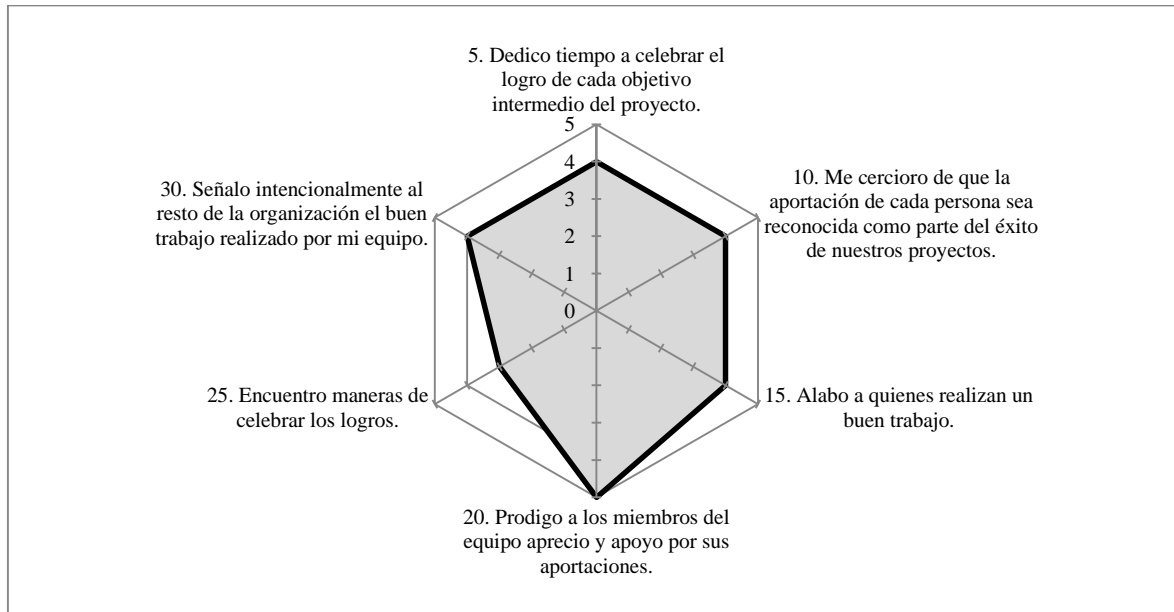 5. Dedico tiempo a celebrar el
logro de cada objetivo
intermedio del proyecto.
5
4
3
2
1
0
10. Me cercioro de que la
aportación de cada persona sea
reconocida como parte del éxito
de nuestros proyectos.
15. Alabo a quienes realizan un
buen trabajo.
20. Prodigo a los miembros del
equipo aprecio y apoyo por sus
aportaciones.
25. Encuentro maneras de
celebrar los logros.
30. Señalo intencionalmente al
resto de la organización el buen
trabajo realizado por mi equipo.